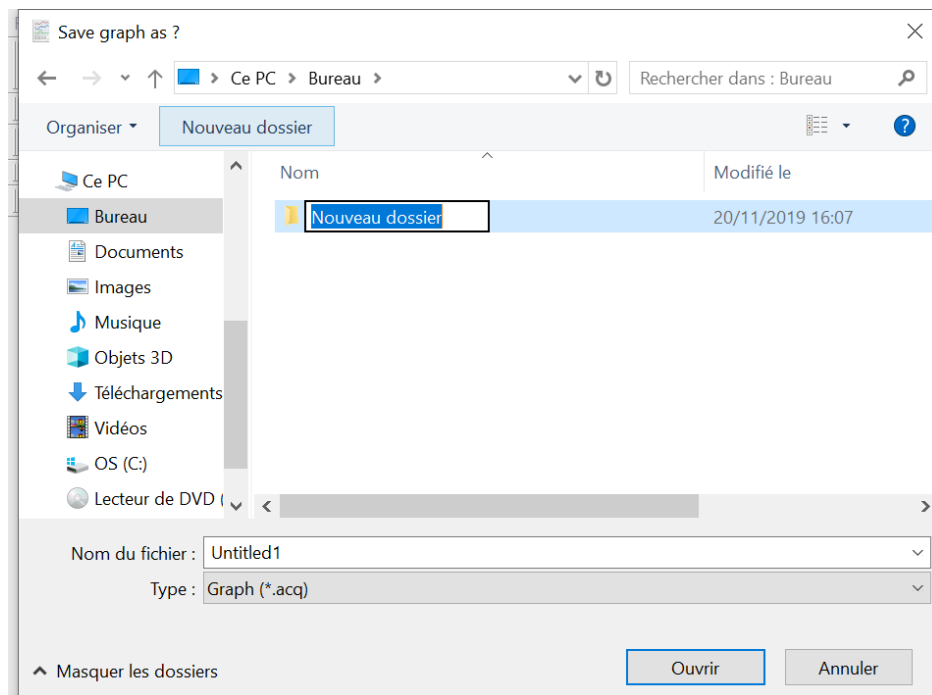 Save graph as ?
Ce PC > Bureau >
Rechercher dans : Bureau
Organiser
Nouveau dossier
?
Nom
Modifié le
Nouveau dossier
20/11/2019 16:07
Ce PC
Bureau
Documents
Images
Musique
Objets 3D
Téléchargements
Vidéos
OS (C:)
Lecteur de DVD (
Nom du fichier : Untitled1
Type : Graph (*.acq)
Masquer les dossiers
Ouvrir
Annuler